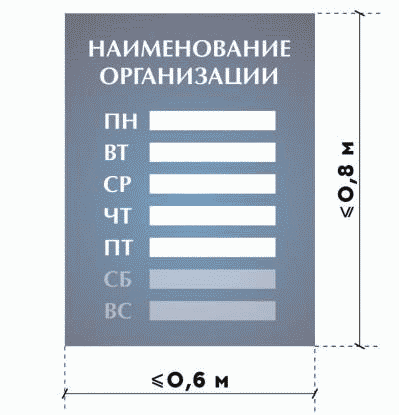 НАИМЕНОВАНИЕ
ОРГАНИЗАЦИИ
ПН
ВТ
СР
ЧТ
ПТ
СБ
ВС
≤0,8 м
≤0,6 м